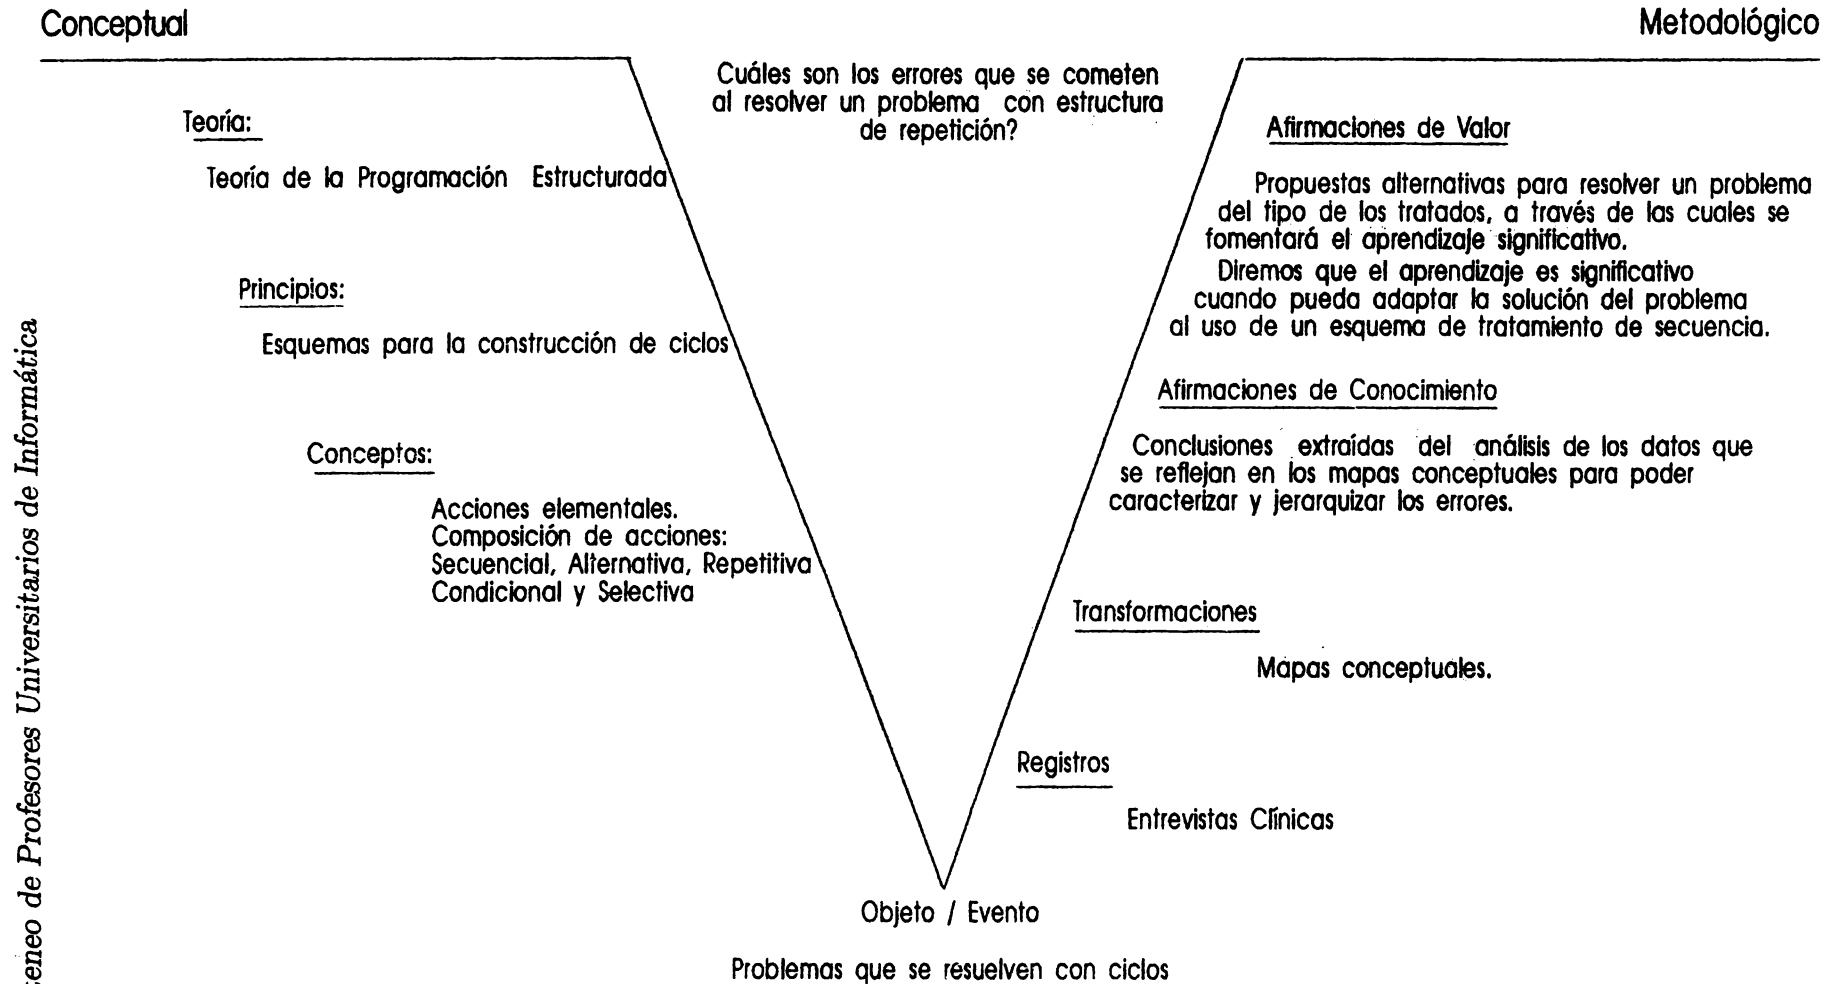 Conceptual
Metodológico
Cuáles son los errores que se cometen
al resolver un problema con estructura
de repetición?
Teoría:
Teoría de la Programación Estructurada
Principios:
Esquemas para la construcción de ciclos
Conceptos:
Acciones elementales.
Composición de acciones:
Secuencial, Alternativa, Repetitiva
Condicional y Selectiva
Afirmaciones de Valor
Propuestas alternativas para resolver un problema
del tipo de los tratados, a través de las cuales se
fomentará el aprendizaje significativo.
Diremos que el aprendizaje es significativo
cuando pueda adaptar la solución del problema
al uso de un esquema de tratamiento de secuencia.
Afirmaciones de Conocimiento
Conclusiones extraídas del análisis de los datos que
se reflejan en los mapas conceptuales para poder
caracterizar y jerarquizar los errores.
Transformaciones
Mapas conceptuales.
Registros
Entrevistas Clínicas
Objeto / Evento
Problemas que se resuelven con ciclos
de Profesores Universitarios de Informática